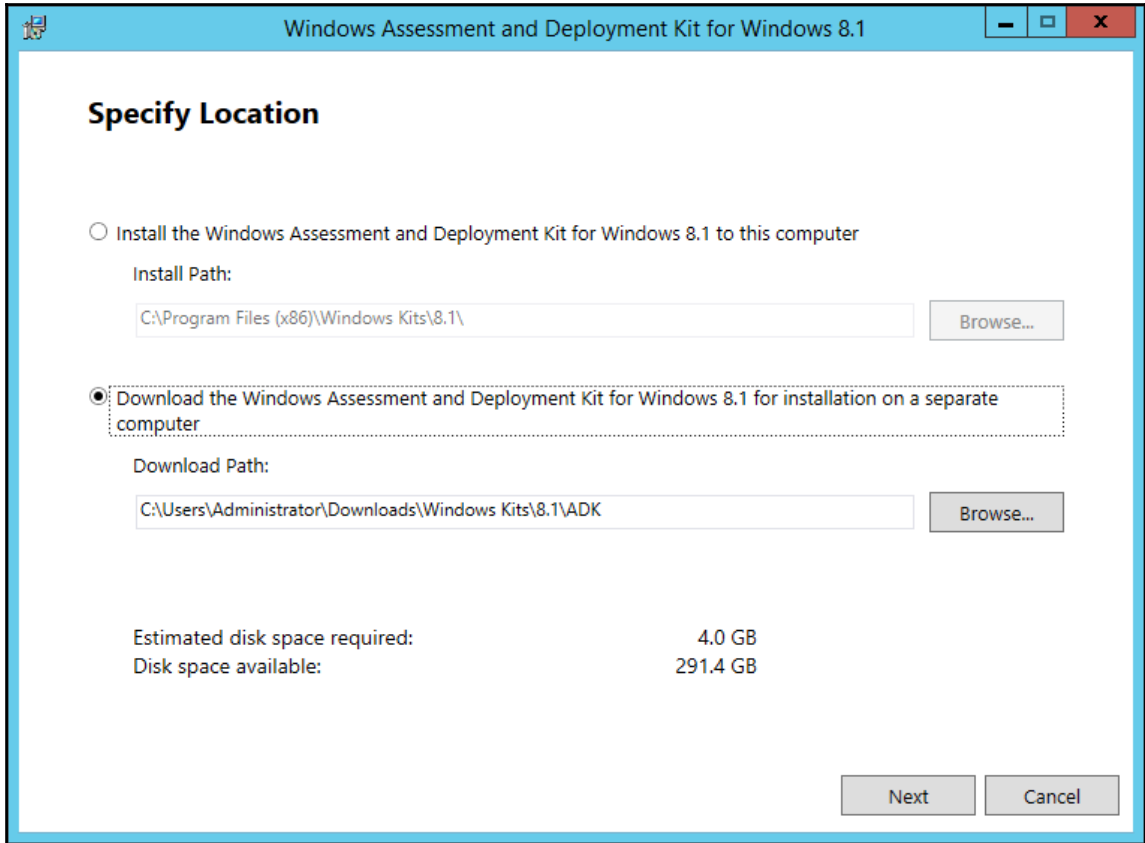 Windows Assessment and Deployment Kit for Windows 8.1
Specify Location
Install the Windows Assessment and Deployment Kit for Windows 8.1 to this computer
Install Path:
C:\Program Files (x86)\Windows Kits\8.1\
Browse...
Download the Windows Assessment and Deployment Kit for Windows 8.1 for installation on a separate
computer
Download Path:
C:\Users\Administrator\Downloads\Windows Kits\8.1\ADK
Browse...
Estimated disk space required: 4.0 GB
Disk space available: 291.4 GB
Next Cancel